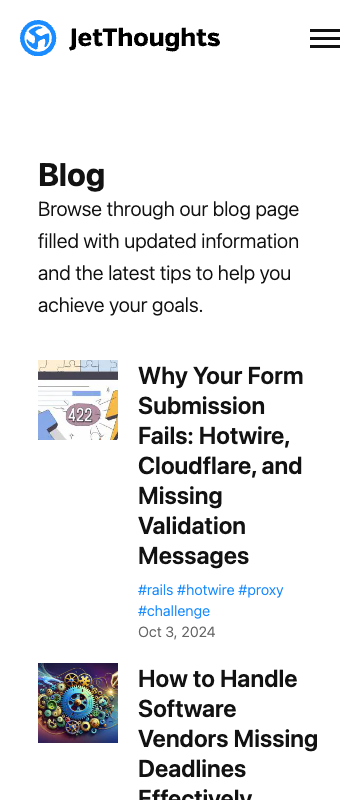 JetThoughts
Blog
Browse through our blog page
filled with updated information
and the latest tips to help you
achieve your goals.
422
Why Your Form
Submission
Fails: Hotwire,
Cloudflare, and
Missing
Validation
Messages
#rails #hotwire #proxy
#challenge
Oct 3, 2024
How to Handle
Software
Vendors Missing
Deadlines
Effectively